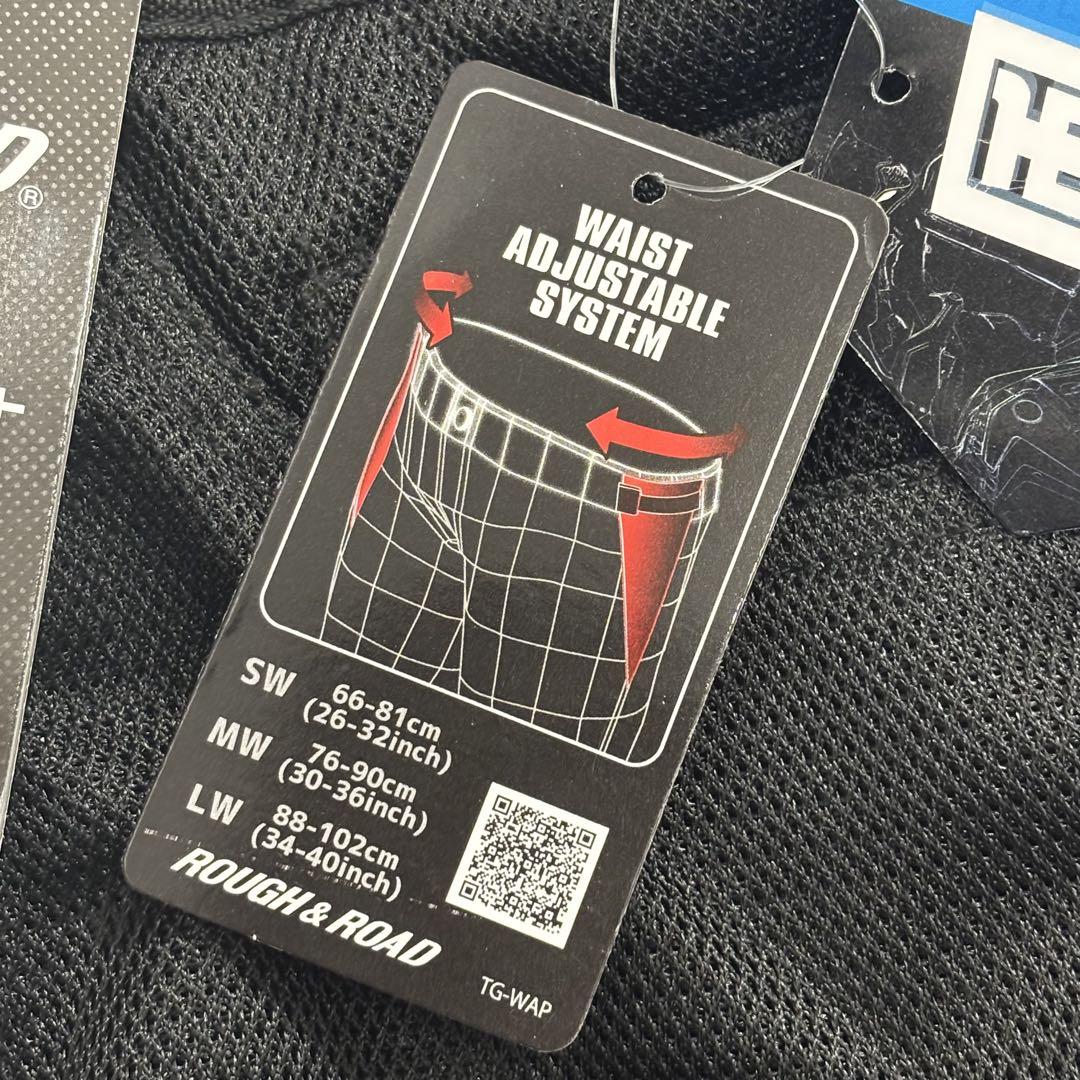 WAIST
ADJUSTABLE
SYSTEM
SW 66-81cm
(26-32inch)
MW 76-90cm
(30-36inch)
LW 88-102cm
(34-40inch)
ROUGH & ROAD
TG-WAP
D®
+